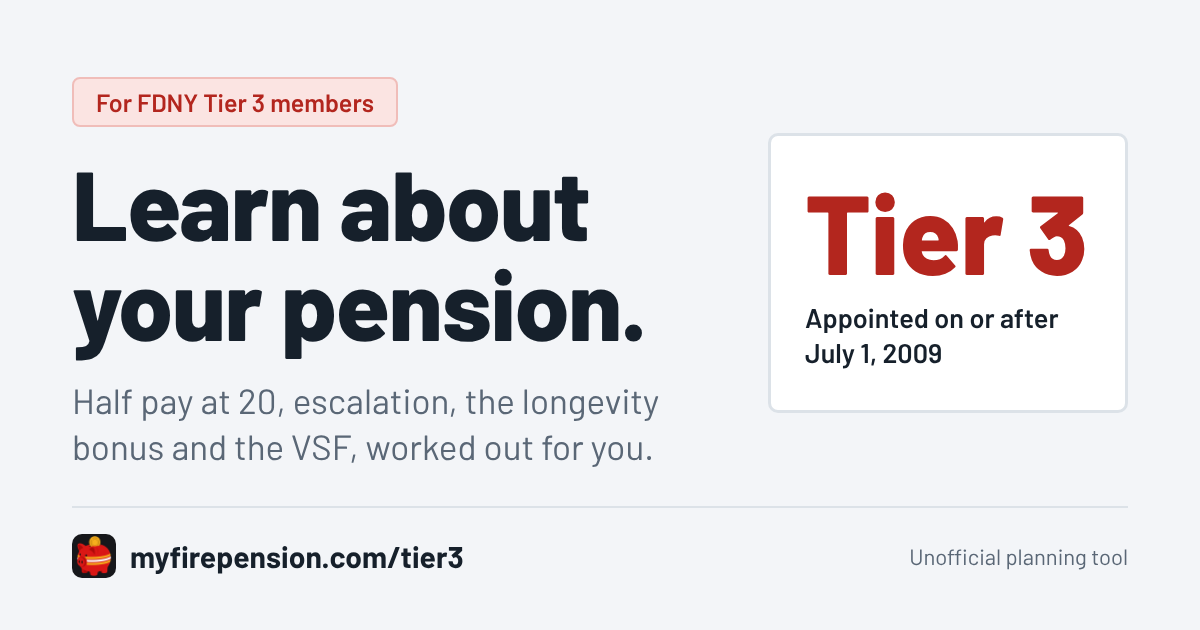 For FDNY Tier 3 members
Learn about
your pension.
Half pay at 20, escalation, the longevity
bonus and the VSF, worked out for you.
Tier 3
Appointed on or after
July 1, 2009
myfirepension.com/tier3
Unofficial planning tool